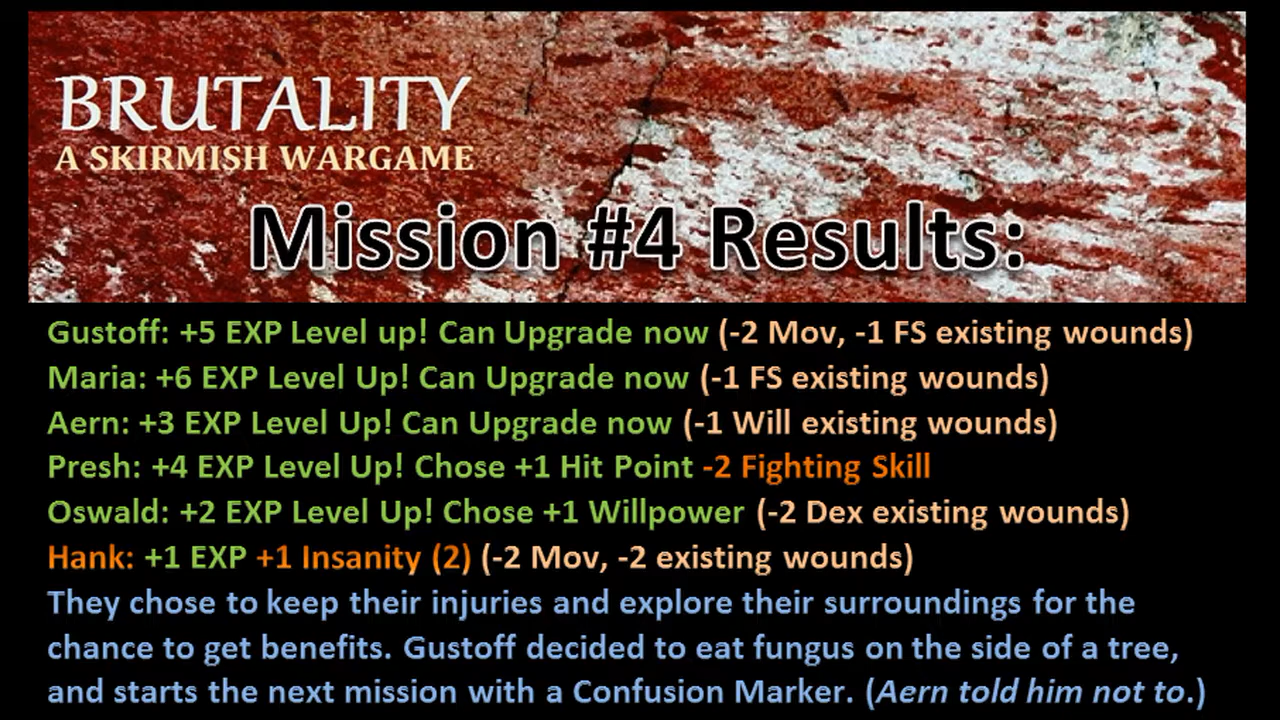 BRUTALITY
A SKIRMISH WARGAME
Mission #4 Results:
Gustoff: +5 EXP Level up! Can Upgrade now (-2 Mov, -1 FS existing wounds)
Maria: +6 EXP Level Up! Can Upgrade now (-1 FS existing wounds)
Aern: +3 EXP Level Up! Can Upgrade now (-1 Will existing wounds)
Presh: +4 EXP Level Up! Chose +1 Hit Point -2 Fighting Skill
Oswald: +2 EXP Level Up! Chose +1 Willpower (-2 Dex existing wounds)
Hank: +1 EXP +1 Insanity (2) (-2 Mov, -2 existing wounds)
They chose to keep their injuries and explore their surroundings for the
chance to get benefits. Gustoff decided to eat fungus on the side of a tree,
and starts the next mission with a Confusion Marker. (Aern told him not to.)